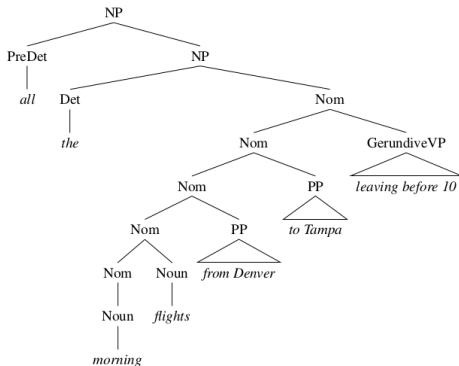 NP
PreDet NP
all Det Nom
the Nom GerundiveVP
Nom PP leaving before 10
Nom PP to Tampa
Nom Noun from Denver
Noun flights
morning